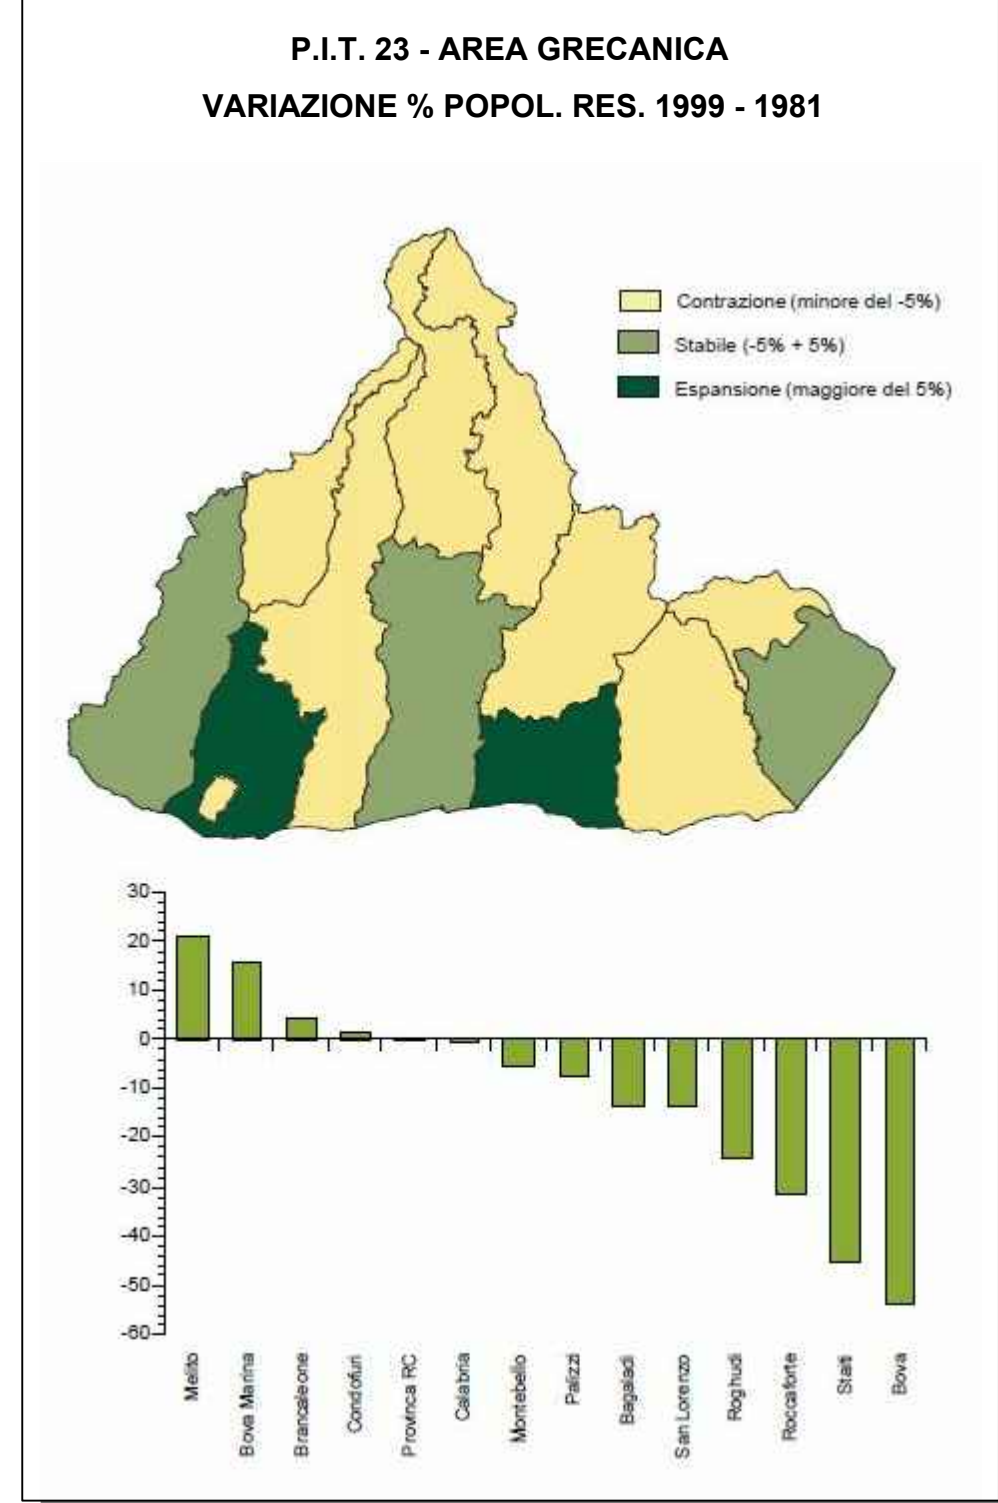 P.I.T. 23 - AREA GRECANICA
VARIAZIONE % POPOL. RES. 1999 - 1981
Contrazione (minore del -5%)
Stabile (-5% + 5%)
Espansione (maggiore del 5%)
30
20
10
0
-10
-20
-30
-40
-50
-60
Melito
Bova Marina
Brancaleone
Condofuri
Provinca RC
Calabria
Montebello
Palizzi
Bagaladi
San Lorenzo
Roghudi
Roccaforte
Staiti
Bova